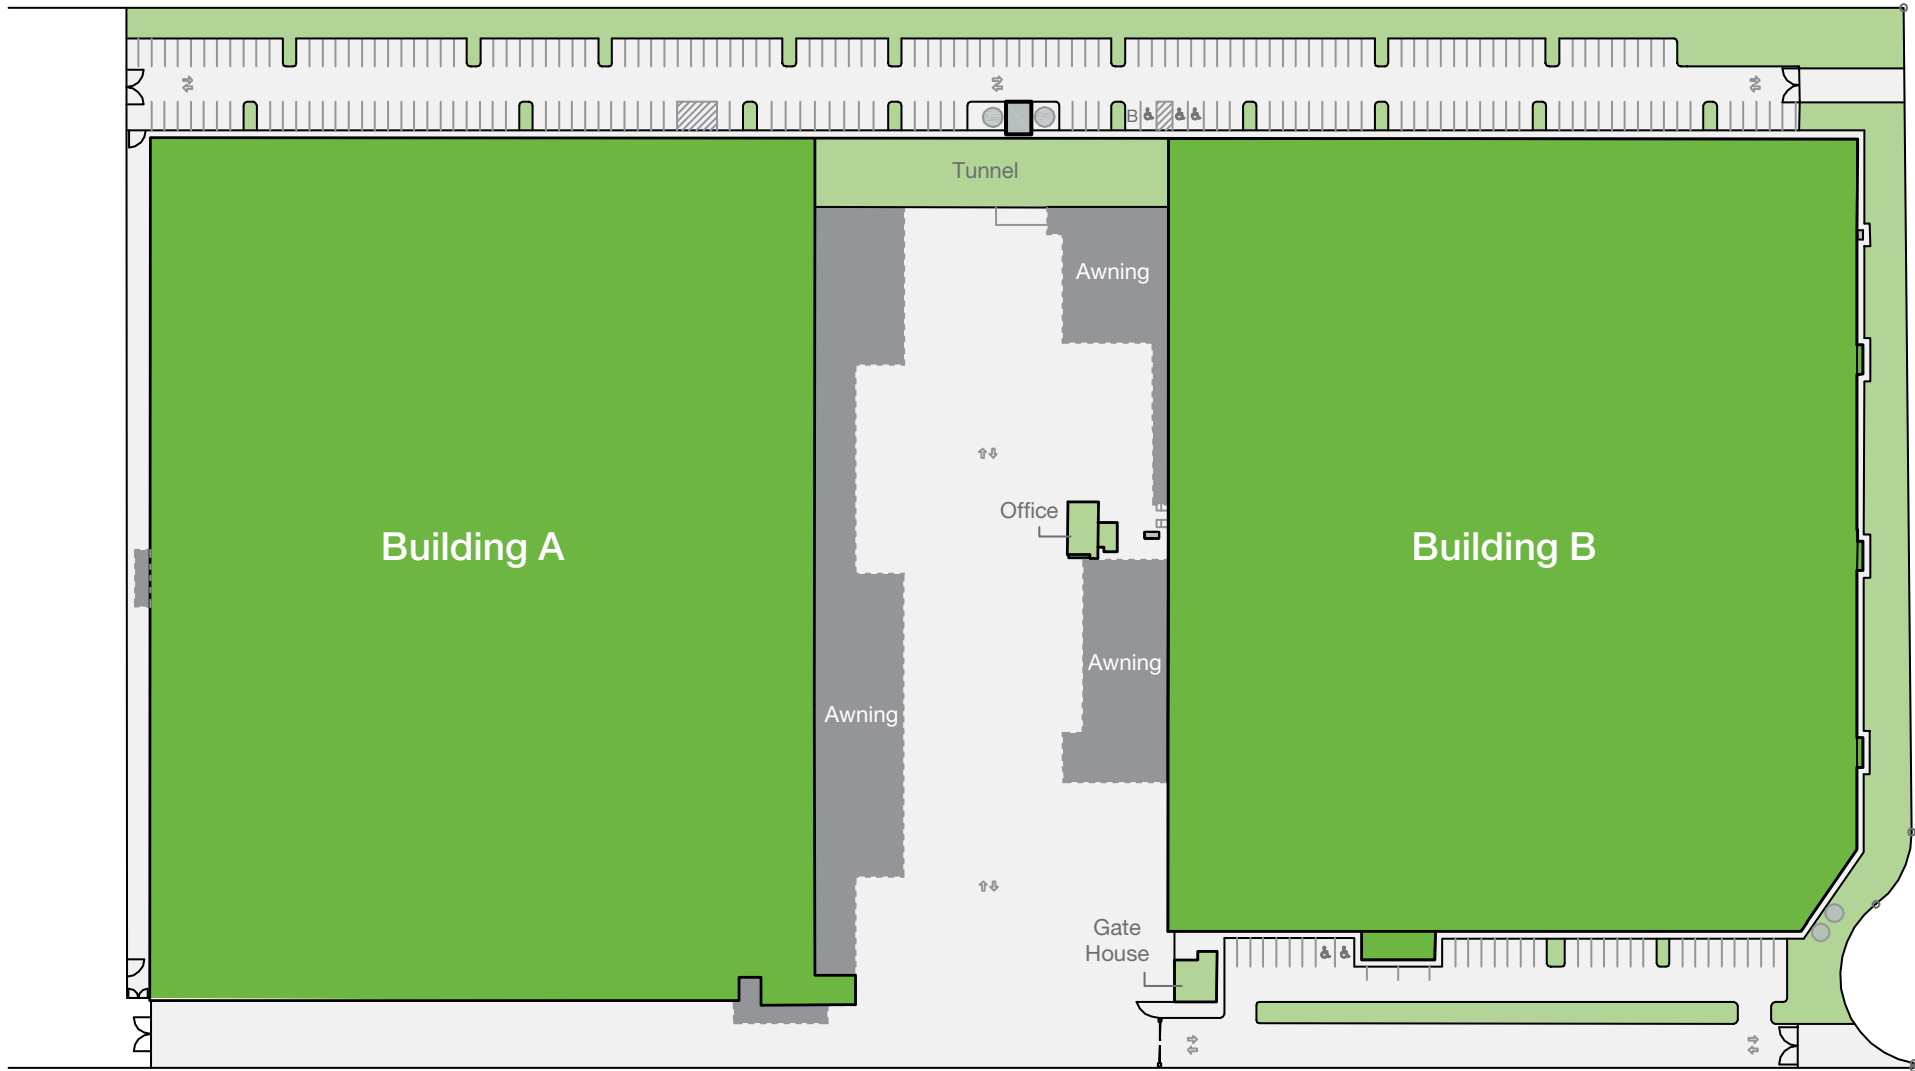 B
Tunnel
Awning
Office
Building A
Building B
Awning
Awning
Gate
House